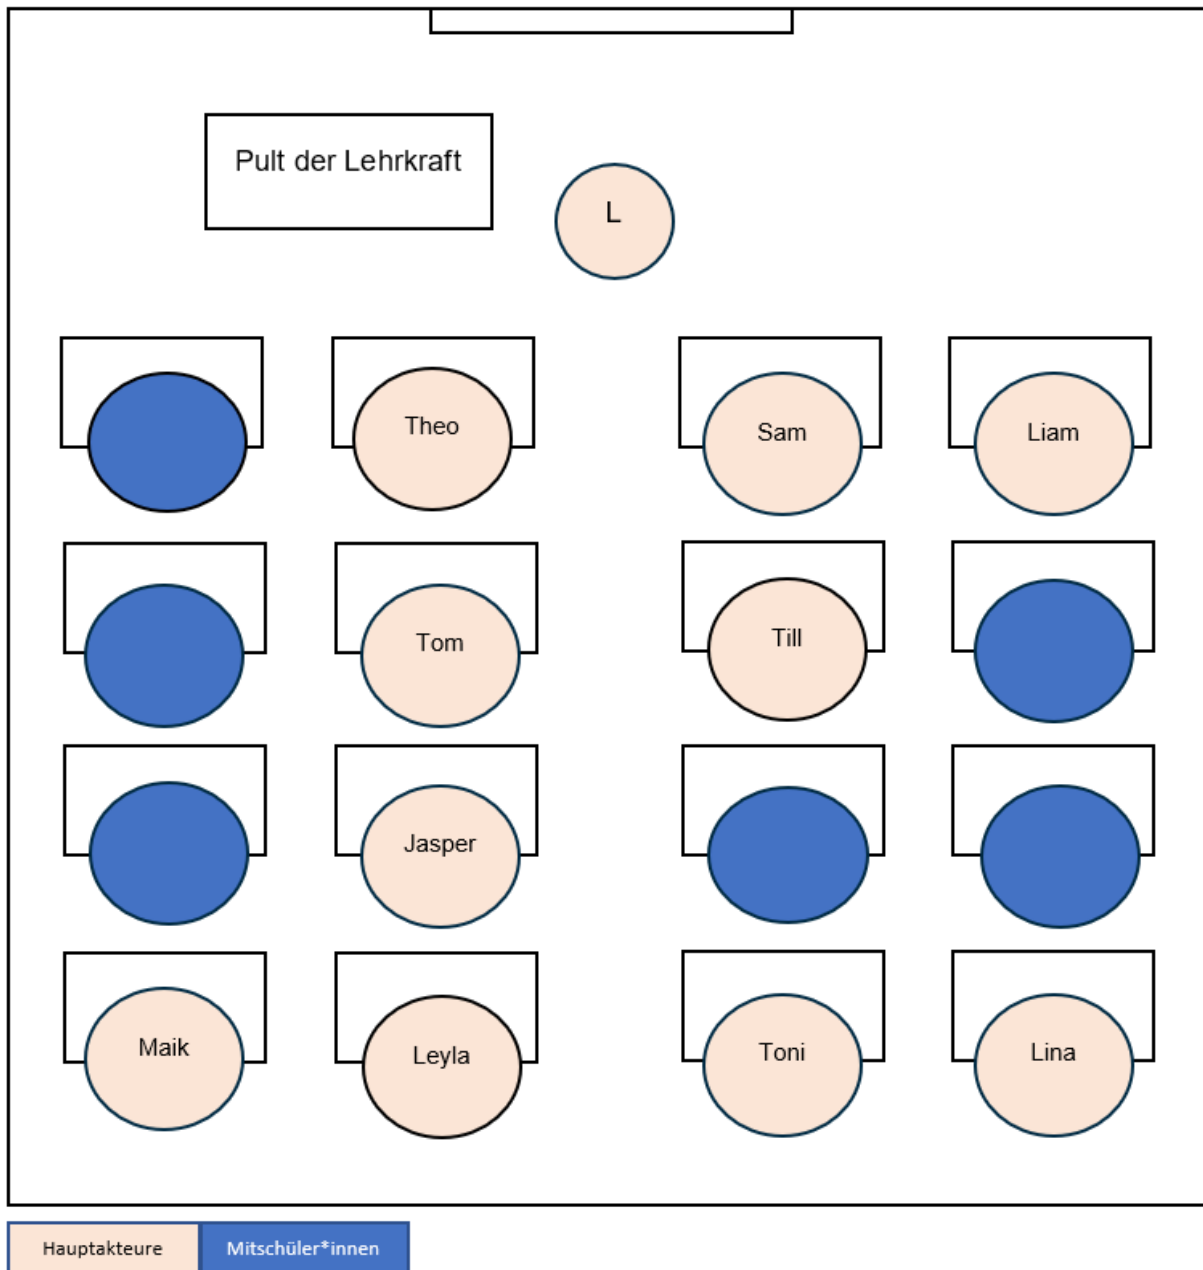 Pult der Lehrkraft
L
Theo
Sam
Liam
Tom
Till
Jasper
Maik
Leyla
Toni
Lina
Hauptakteure
Mitschüler*innen